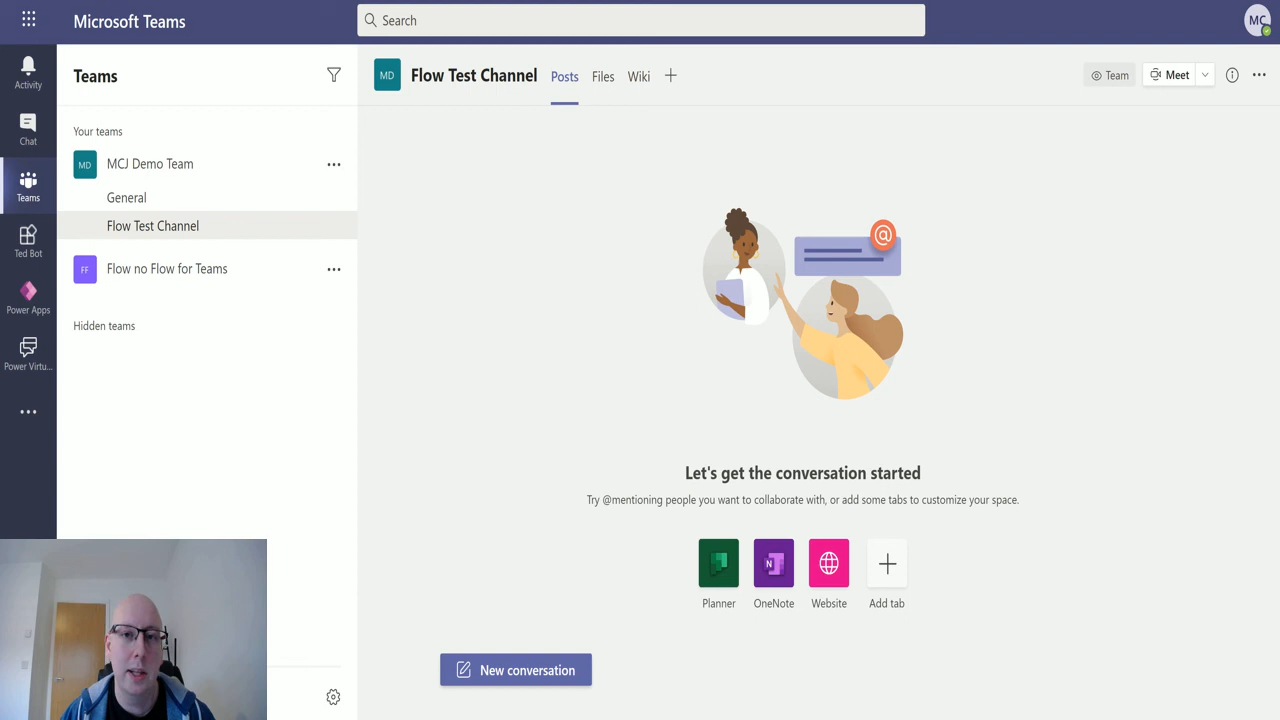 Microsoft Teams
Search
MC
Activity
Chat
Teams
Ted Bot
Power Apps
Power Virtu...
Teams
Your teams
MD MCJ Demo Team
General
Flow Test Channel
FF Flow no Flow for Teams
Hidden teams
MD Flow Test Channel Posts Files Wiki
Team Meet
@
Let's get the conversation started
Try @mentioning people you want to collaborate with, or add some tabs to customize your space.
N
Planner OneNote Website Add tab
New conversation